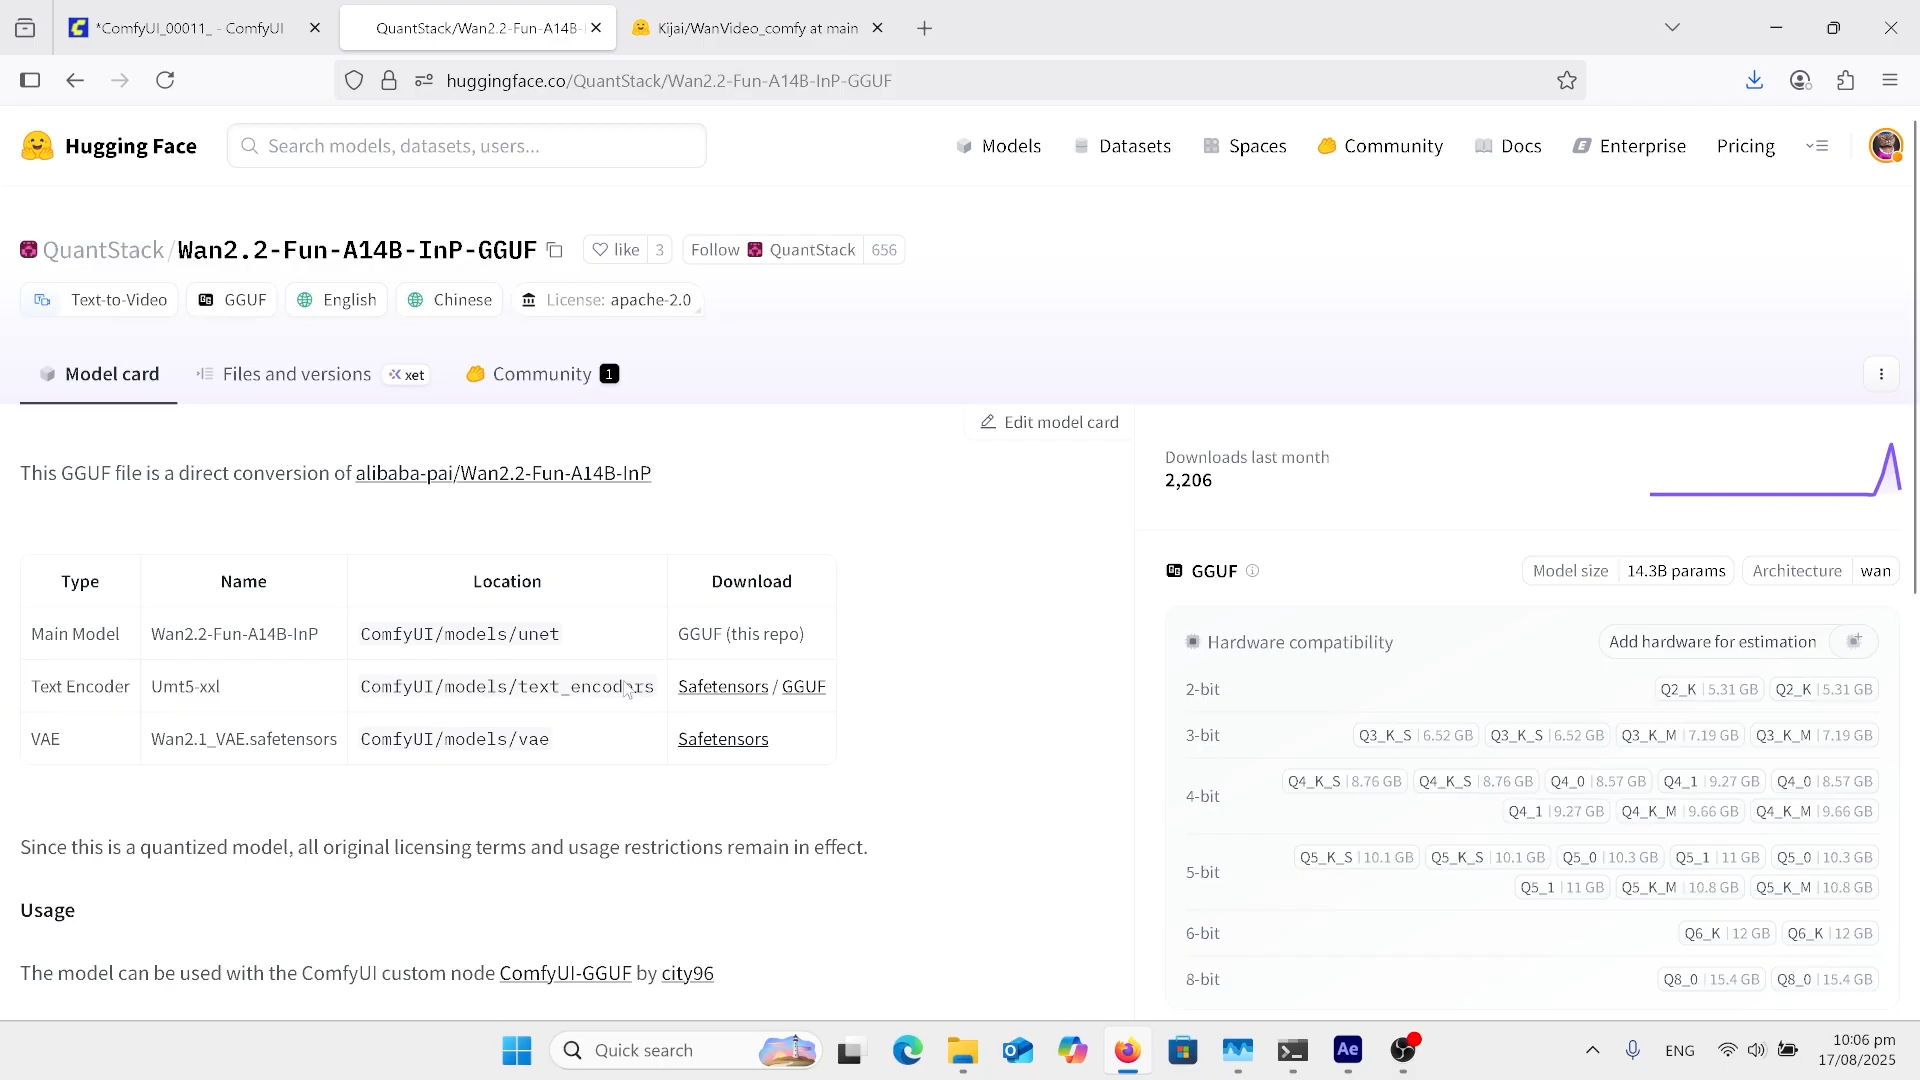 *ComfyUI_00011_ - ComfyUI
QuantStack/Wan2.2-Fun-A14B-I
Kijai/WanVideo_comfy at main
huggingface.co/QuantStack/Wan2.2-Fun-A14B-InP-GGUF
Hugging Face
Search models, datasets, users...
Models
Datasets
Spaces
Community
Docs
Enterprise
Pricing
QuantStack/Wan2.2-Fun-A14B-InP-GGUF
like 3
Follow QuantStack 656
Text-to-Video
GGUF
English
Chinese
License: apache-2.0
Model card
Files and versions xet
Community 1
Edit model card
This GGUF file is a direct conversion of alibaba-pai/Wan2.2-Fun-A14B-InP
Type Name Location Download
Main Model Wan2.2-Fun-A14B-InP ComfyUI/models/unet GGUF (this repo)
Text Encoder Umt5-xxl ComfyUI/models/text_encoders Safetensors / GGUF
VAE Wan2.1_VAE.safetensors ComfyUI/models/vae Safetensors
Since this is a quantized model, all original licensing terms and usage restrictions remain in effect.
Usage
The model can be used with the ComfyUI custom node ComfyUI-GGUF by city96
Downloads last month
2,206
GGUF
Model size 14.3B params
Architecture wan
Hardware compatibility
Add hardware for estimation
2-bit
Q2_K 5.31 GB Q2_K 5.31 GB
3-bit
Q3_K_S 6.52 GB Q3_K_S 6.52 GB Q3_K_M 7.19 GB Q3_K_M 7.19 GB
4-bit
Q4_K_S 8.76 GB Q4_K_S 8.76 GB Q4_0 8.57 GB Q4_1 9.27 GB Q4_0 8.57 GB
Q4_1 9.27 GB Q4_K_M 9.66 GB Q4_K_M 9.66 GB
5-bit
Q5_K_S 10.1 GB Q5_K_S 10.1 GB Q5_0 10.3 GB Q5_1 11 GB Q5_0 10.3 GB
Q5_1 11 GB Q5_K_M 10.8 GB Q5_K_M 10.8 GB
6-bit
Q6_K 12 GB Q6_K 12 GB
8-bit
Q8_0 15.4 GB Q8_0 15.4 GB
Quick search
Ae
ENG
10:06 pm
17/08/2025